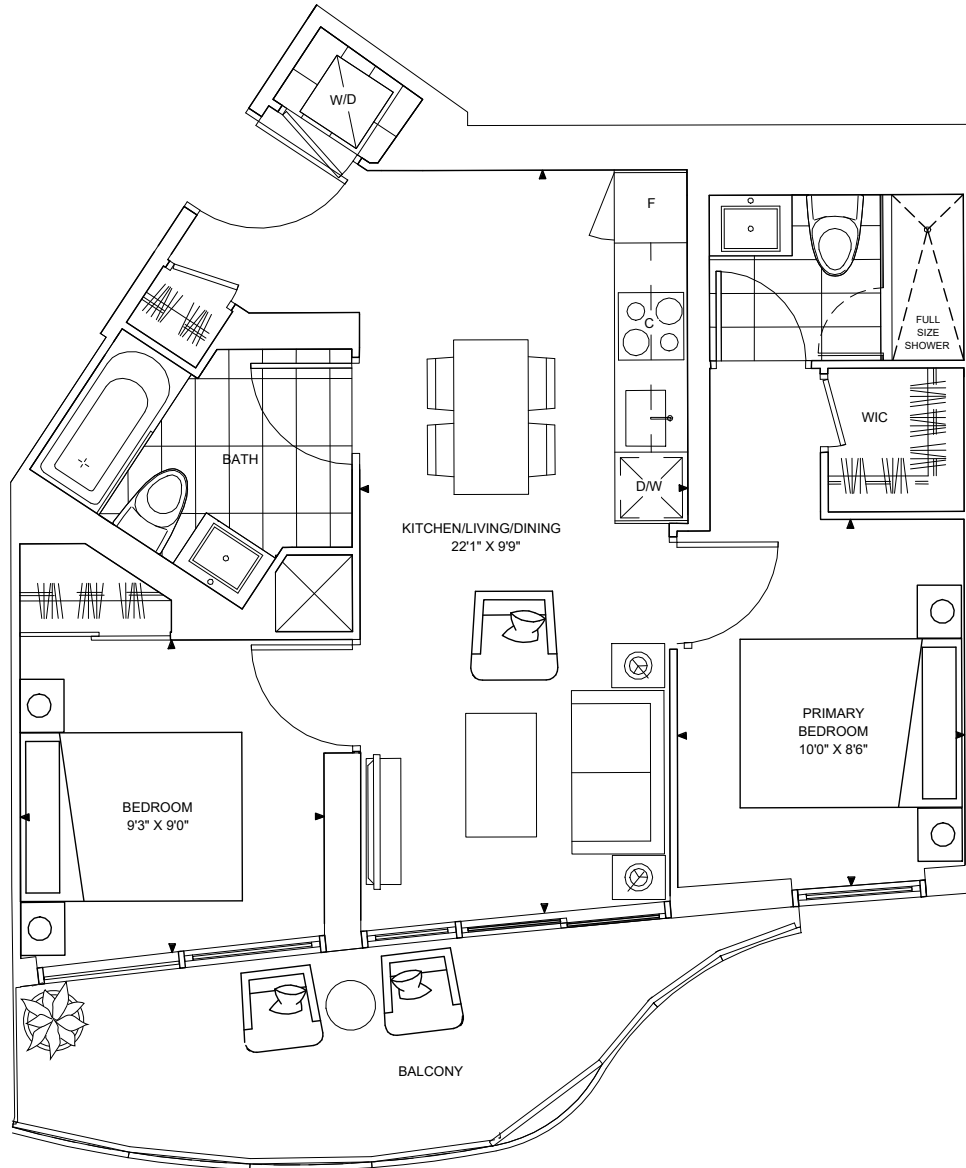 W/D
F
C
FULL
SIZE
SHOWER
WIC
BATH
D/W
KITCHEN/LIVING/DINING
22'1" X 9'9"
PRIMARY
BEDROOM
10'0" X 8'6"
BEDROOM
9'3" X 9'0"
BALCONY